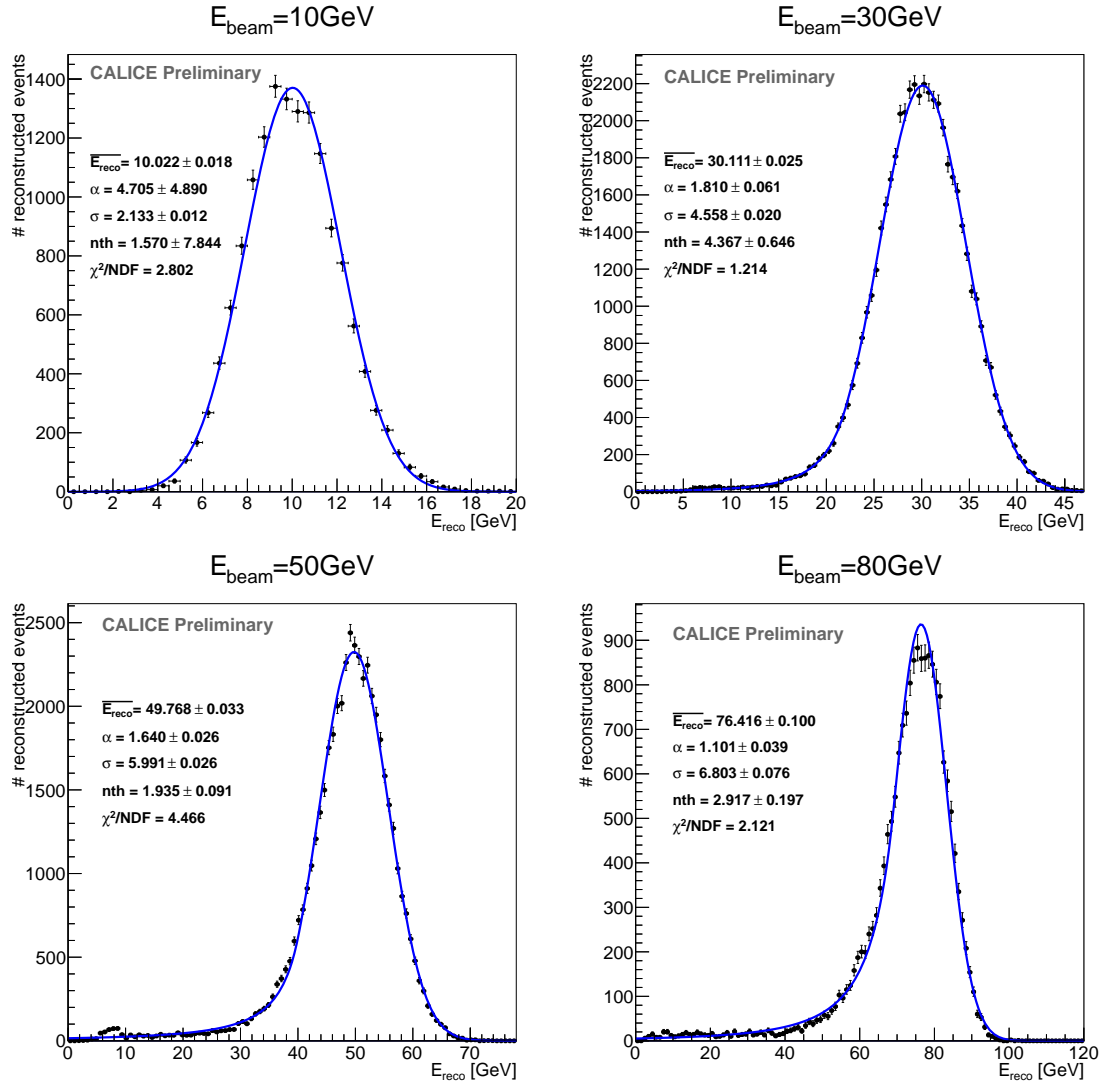 E_beam=10GeV
# reconstructed events
CALICE Preliminary
E_reco = 10.022 ± 0.018
α = 4.705 ± 4.890
σ = 2.133 ± 0.012
nth = 1.570 ± 7.844
χ²/NDF = 2.802
1400
1200
1000
800
600
400
200
0
0 2 4 6 8 10 12 14 16 18 20
E_reco [GeV]
E_beam=30GeV
# reconstructed events
CALICE Preliminary
E_reco = 30.111 ± 0.025
α = 1.810 ± 0.061
σ = 4.558 ± 0.020
nth = 4.367 ± 0.646
χ²/NDF = 1.214
2200
2000
1800
1600
1400
1200
1000
800
600
400
200
0
0 5 10 15 20 25 30 35 40 45
E_reco [GeV]
E_beam=50GeV
# reconstructed events
CALICE Preliminary
E_reco = 49.768 ± 0.033
α = 1.640 ± 0.026
σ = 5.991 ± 0.026
nth = 1.935 ± 0.091
χ²/NDF = 4.466
2500
2000
1500
1000
500
0
0 10 20 30 40 50 60 70
E_reco [GeV]
E_beam=80GeV
# reconstructed events
CALICE Preliminary
E_reco = 76.416 ± 0.100
α = 1.101 ± 0.039
σ = 6.803 ± 0.076
nth = 2.917 ± 0.197
χ²/NDF = 2.121
900
800
700
600
500
400
300
200
100
0
0 20 40 60 80 100 120
E_reco [GeV]